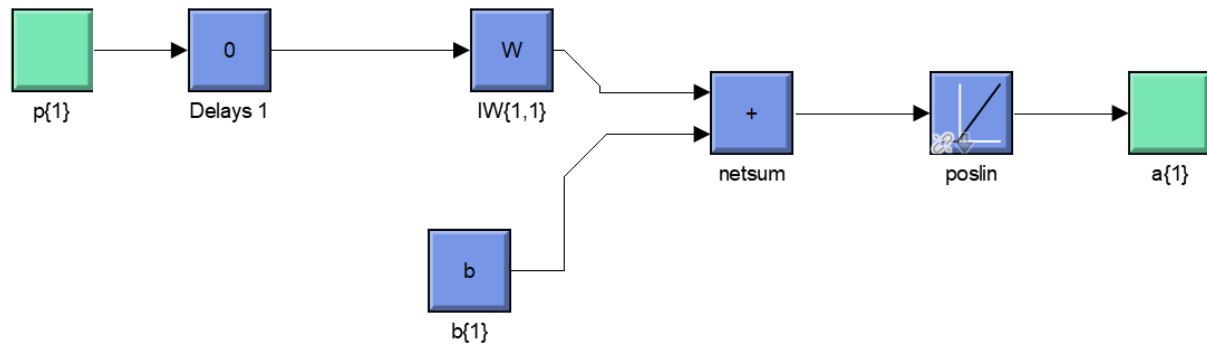 0
W
p{1}
Delays 1
IW{1,1}
+
netsum
poslin
a{1}
b
b{1}